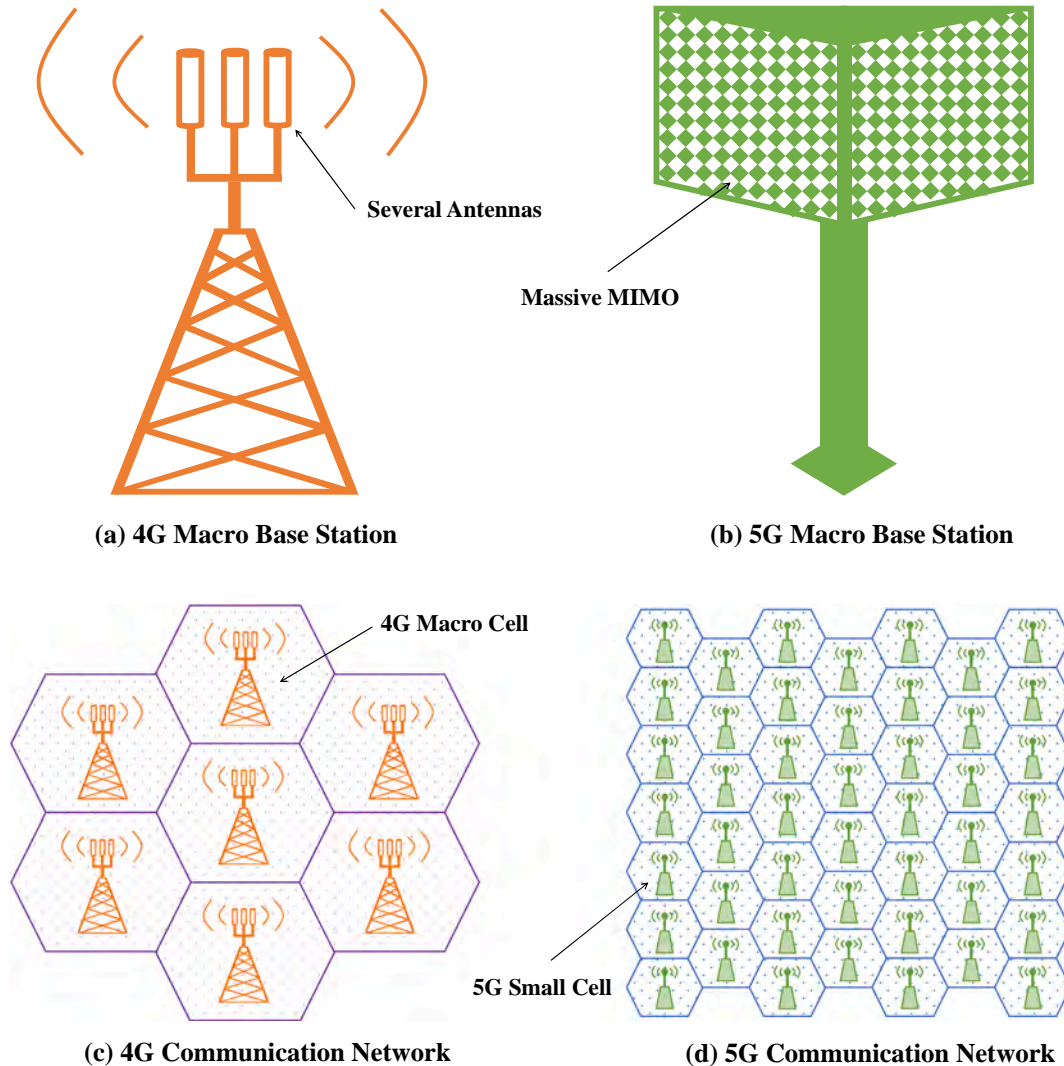 Several Antennas
Massive MIMO
(a) 4G Macro Base Station
(b) 5G Macro Base Station
4G Macro Cell
5G Small Cell
(c) 4G Communication Network
(d) 5G Communication Network